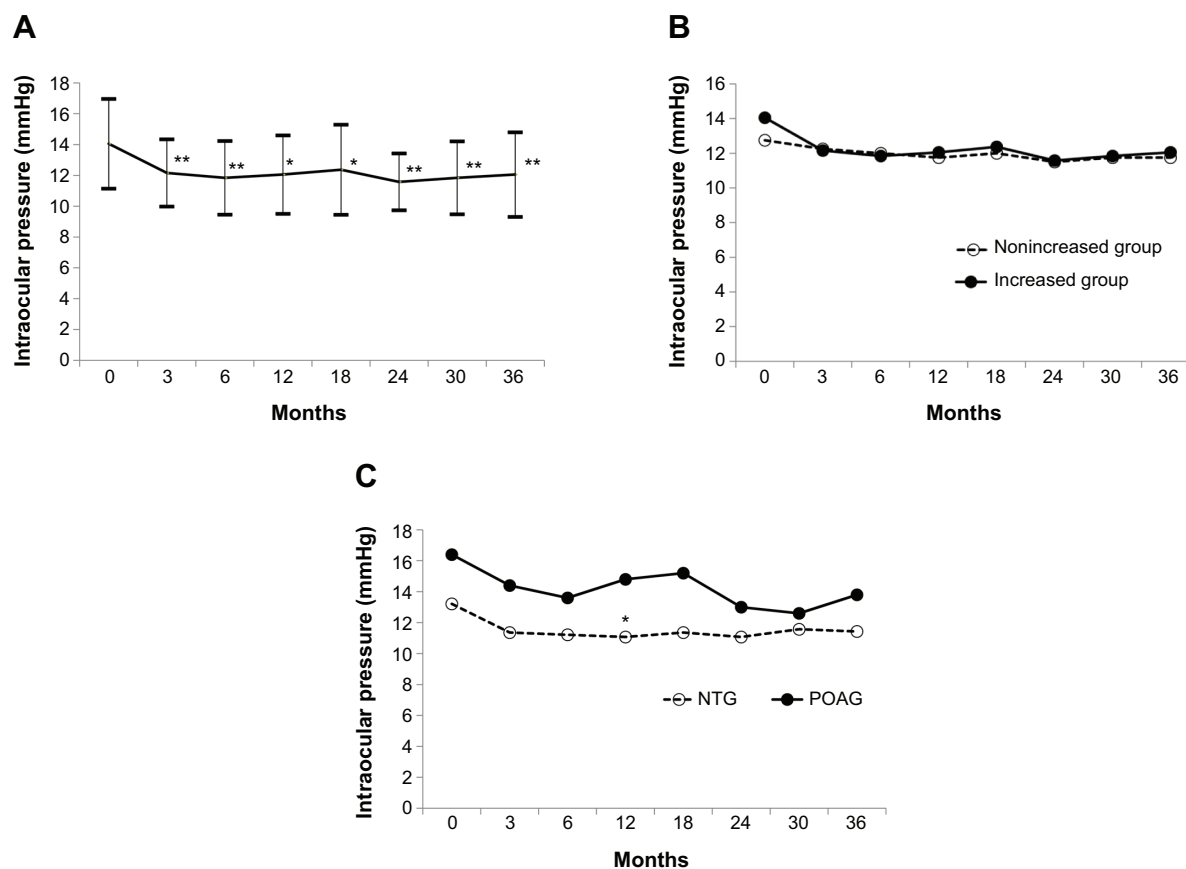 A
Intraocular pressure (mmHg)
18
16
14
12
10
8
6
4
2
0
** ** * * ** ** **
0 3 6 12 18 24 30 36
Months
B
Intraocular pressure (mmHg)
16
14
12
10
8
6
4
2
0
Nonincreased group
Increased group
0 3 6 12 18 24 30 36
Months
C
Intraocular pressure (mmHg)
18
16
14
12
10
8
6
4
2
0
*
NTG POAG
0 3 6 12 18 24 30 36
Months